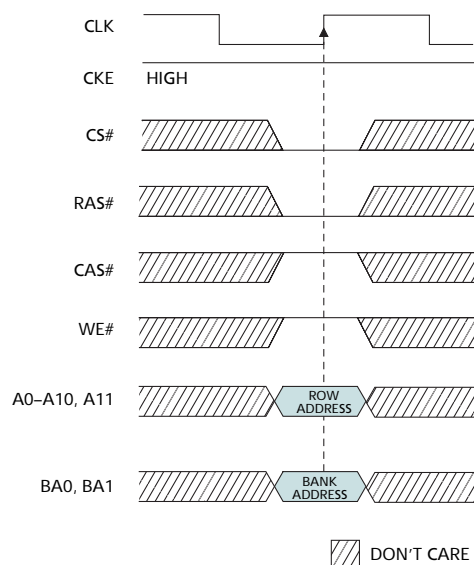 CLK
CKE HIGH
CS#
RAS#
CAS#
WE#
A0–A10, A11 ROW
ADDRESS
BA0, BA1 BANK
ADDRESS
DON'T CARE